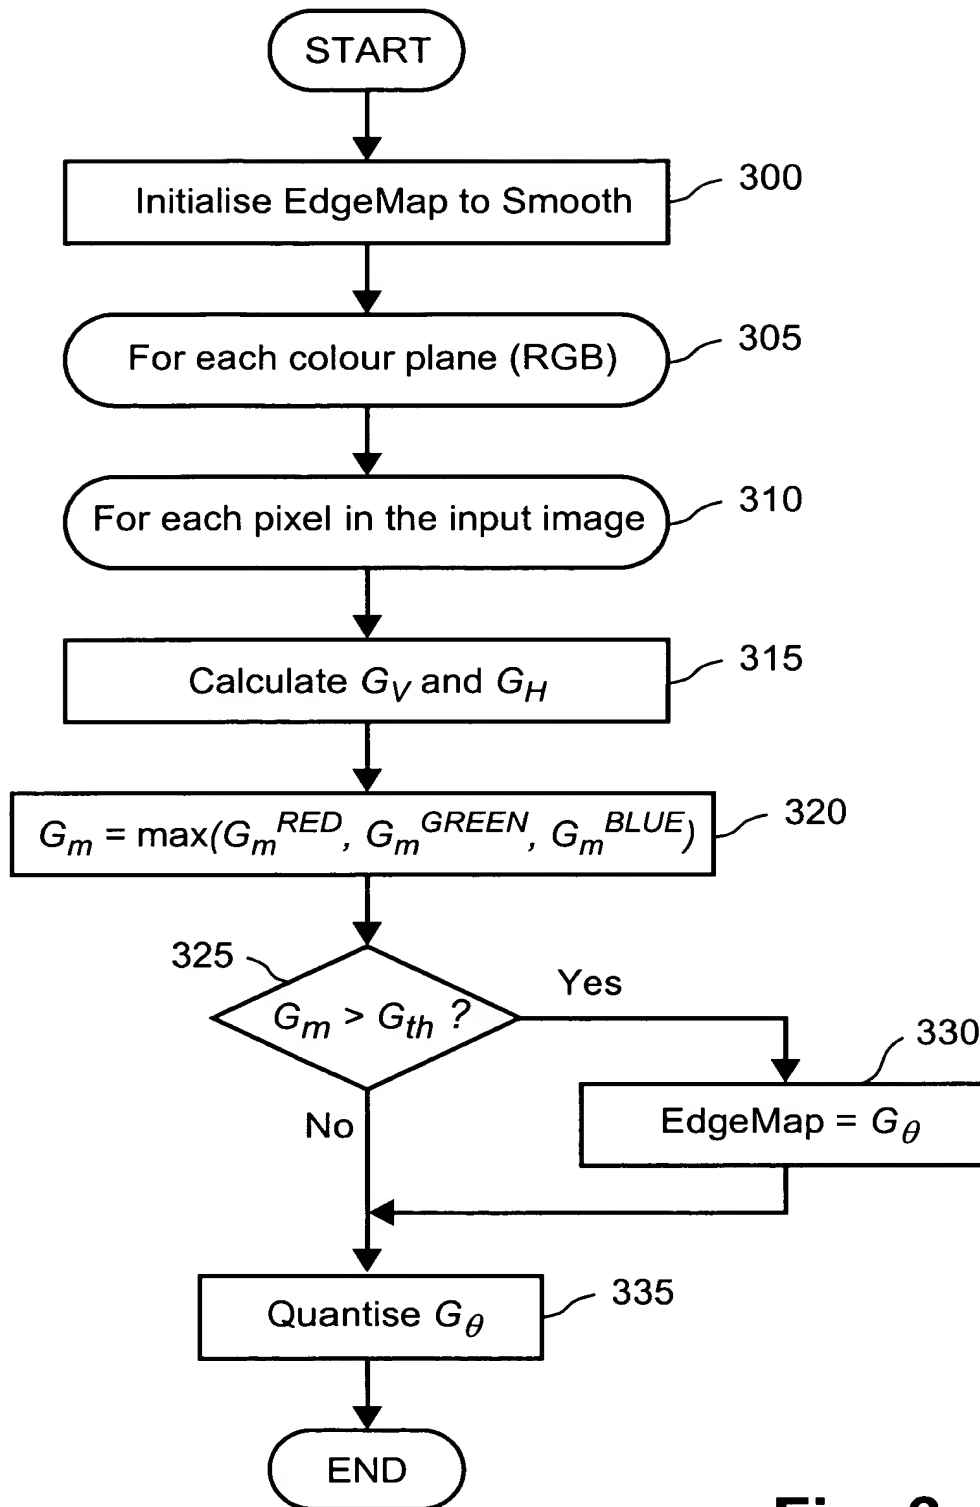 START
Initialise EdgeMap to Smooth
300
For each colour plane (RGB)
305
For each pixel in the input image
310
Calculate G_V and G_H
315
G_m = max(G_m^RED, G_m^GREEN, G_m^BLUE)
320
325
G_m > G_th ?
Yes
330
EdgeMap = G_θ
No
Quantise G_θ
335
END